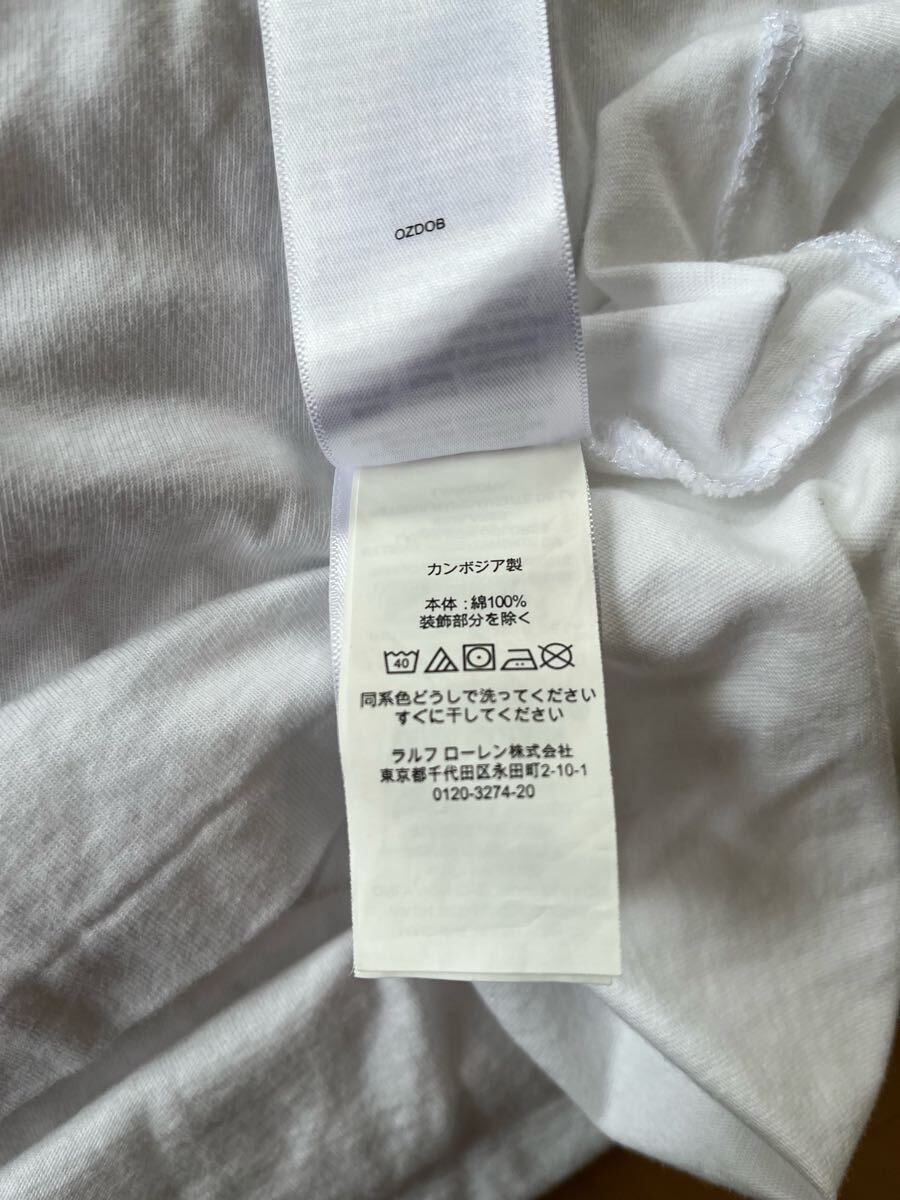 OZDOB
カンボジア製
本体 : 綿100%
装飾部分を除く
40
同系色どうしで洗ってください
すぐに干してください
ラルフ ローレン株式会社
東京都千代田区永田町2-10-1
0120-3274-20